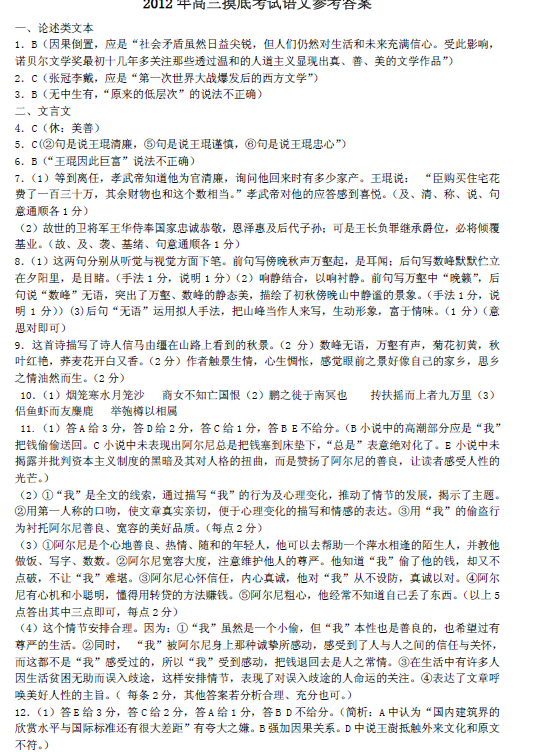 2012年高三摸底考试语文参考答案
一、论述类文本
1. B（因果倒置，应是“社会矛盾虽然日益尖锐，但人们仍然对生活和未来充满信心。受此影响，
诺贝尔文学奖最初十几年多关注那些透过温和的人道主义显现出真、善、美的文学作品”）
2. C（张冠李戴，应是“第一次世界大战爆发后的西方文学”）
3. B（无中生有，“原来的低层次”的说法不正确）
二、文言文
4. C（休：美善）
5. C(②句是说王琨清廉，⑤句是说王琨谨慎，⑥句是说王琨忠心”）
6. B（“王琨因此巨富”说法不正确）
7.（1）等到离任，孝武帝知道他为官清廉，询问他回来时有多少家产。王琨说： “臣购买住宅花
费了一百三十万，其余财物也和这个数相当。”孝武帝对他的应答感到喜悦。（及、清、称、说、句
意通顺各1分）
（2）故世的卫将军王华侍奉国家忠诚恭敬，恩泽惠及后代子孙；可是王长负罪继承爵位，必将倾覆
基业。（故、及、袭、基绪、句意通顺各1分）
8.（1）这两句分别从听觉与视觉方面下笔。前句写傍晚秋声万壑起，是耳闻；后句写数峰默默伫立
在夕阳里，是目睹。（手法1分，说明1分）（2）响静结合，以响衬静。前句写万壑中“晚籁”，后
句说“数峰”无语，突出了万壑、数峰的静态美，描绘了初秋傍晚山中静谧的景象。（手法1分，说
明1分））(3)后句“无语”运用拟人手法，把山峰当作人来写，生动形象，富于情味。（1分）（意
思对即可）
9．这首诗描写了诗人信马由缰在山路上看到的秋景。（2分）数峰无语，万壑有声，菊花初黄，秋
叶红艳，荞麦花开白又香。（2分）作者触景生情，心生惆怅，感觉眼前之景好像自己的家乡，思乡
之情油然而生。（2分）
10.（1）烟笼寒水月笼沙 商女不知亡国恨（2）鹏之徙于南冥也 抟扶摇而上者九万里（3）
侣鱼虾而友麋鹿 举匏樽以相属
11.（1）答A给3分，答D给2分，答C给1分，答B E不给分。（B小说中的高潮部分应是“我”
把钱偷偷送回。C小说中未表现出阿尔尼总是把钱塞到床垫下，“总是”表意绝对化了。E小说中未
揭露并批判资本主义制度的黑暗及其对人格的扭曲，而是赞扬了阿尔尼的善良，让读者感受人性的
光芒。）
（2）①“我”是全文的线索，通过描写“我”的行为及心理变化，推动了情节的发展，揭示了主题。
②用第一人称的口吻，使文章真实亲切，便于心理变化的描写和情感的表达。③用“我”的偷盗行
为衬托阿尔尼善良、宽容的美好品质。（每点2分）
（3）①阿尔尼是个心地善良、热情、随和的年轻人，他可以去帮助一个萍水相逢的陌生人，并教他
做饭、写字、数数。②阿尔尼宽容大度，注意维护他人的尊严。他知道“我”偷了他的钱，却又不
点破，不让“我”难堪。③阿尔尼心怀信任，内心真诚，他对“我”从不设防，真诚以对。④阿尔
尼有心机和小聪明，懂得用转贷的方法赚钱。⑤阿尔尼粗心，他经常不知道自己丢了东西。（以上5
点答出其中三点即可，每点2分）
（4）这个情节安排合理。因为：①“我”虽然是一个小偷，但“我”本性也是善良的，也希望过有
尊严的生活。②同时， “我”被阿尔尼身上那种诚挚所感动，感受到了人与人之间的信任与关怀，
而这都不是“我”感受过的，所以“我”受到感动，把钱退回去是人之常情。③在生活中有许多人
因生活贫困无助而误入歧途，这样安排情节，表现了对误入歧途的人命运的关注。④表达了文章呼
唤美好人性的主旨。（ 每条2分，其他答案若分析合理、充分也可。）
12.（1）答E给3分，答C给2分，答A给1分，答B D不给分。（简析：A中认为“国内建筑界的
欣赏水平与国际标准还有很大差距”有夸大之嫌。B强加因果关系。D中说王澍抵触外来文化和原文
不符。）